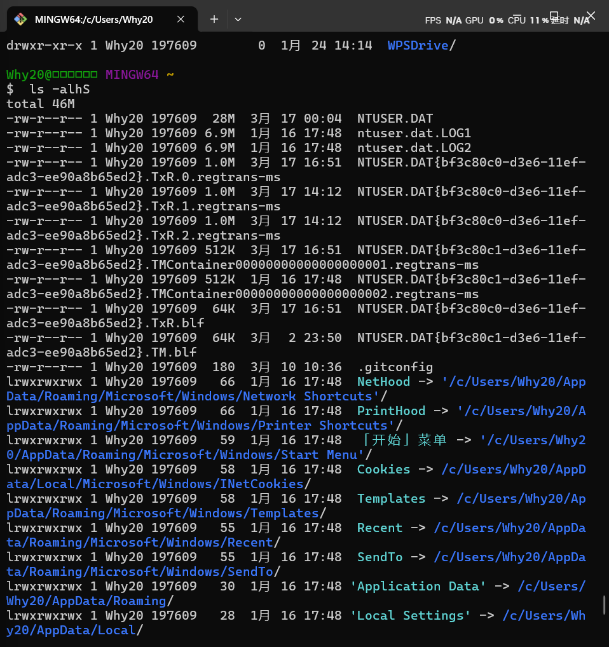 MINGW64:/c/Users/Why20
FPS N/A GPU 0% CPU 11% 延时 N/A
drwxr-xr-x 1 Why20 197609 0 1月 24 14:14 WPSDrive/
Why20@□□□□□□ MINGW64 ~
$ ls -alhS
total 46M
-rw-r--r-- 1 Why20 197609 28M 3月 17 00:04 NTUSER.DAT
-rw-r--r-- 1 Why20 197609 6.9M 1月 16 17:48 ntuser.dat.LOG1
-rw-r--r-- 1 Why20 197609 6.9M 1月 16 17:48 ntuser.dat.LOG2
-rw-r--r-- 1 Why20 197609 1.0M 3月 17 16:51 NTUSER.DAT{bf3c80c0-d3e6-11ef-
adc3-ee90a8b65ed2}.TxR.0.regtrans-ms
-rw-r--r-- 1 Why20 197609 1.0M 3月 17 14:12 NTUSER.DAT{bf3c80c0-d3e6-11ef-
adc3-ee90a8b65ed2}.TxR.1.regtrans-ms
-rw-r--r-- 1 Why20 197609 1.0M 3月 17 14:12 NTUSER.DAT{bf3c80c0-d3e6-11ef-
adc3-ee90a8b65ed2}.TxR.2.regtrans-ms
-rw-r--r-- 1 Why20 197609 512K 3月 17 16:51 NTUSER.DAT{bf3c80c1-d3e6-11ef-
adc3-ee90a8b65ed2}.TMContainer00000000000000000001.regtrans-ms
-rw-r--r-- 1 Why20 197609 512K 1月 16 17:48 NTUSER.DAT{bf3c80c1-d3e6-11ef-
adc3-ee90a8b65ed2}.TMContainer00000000000000000002.regtrans-ms
-rw-r--r-- 1 Why20 197609 64K 3月 17 16:51 NTUSER.DAT{bf3c80c0-d3e6-11ef-
adc3-ee90a8b65ed2}.TxR.blf
-rw-r--r-- 1 Why20 197609 64K 3月 2 23:50 NTUSER.DAT{bf3c80c1-d3e6-11ef-
adc3-ee90a8b65ed2}.TM.blf
-rw-r--r-- 1 Why20 197609 180 3月 10 10:36 .gitconfig
lrwxrwxrwx 1 Why20 197609 66 1月 16 17:48 NetHood -> '/c/Users/Why20/App
Data/Roaming/Microsoft/Windows/Network Shortcuts'/
lrwxrwxrwx 1 Why20 197609 66 1月 16 17:48 PrintHood -> '/c/Users/Why20/A
ppData/Roaming/Microsoft/Windows/Printer Shortcuts'/
lrwxrwxrwx 1 Why20 197609 59 1月 16 17:48 「开始」菜单 -> '/c/Users/Why2
0/AppData/Roaming/Microsoft/Windows/Start Menu'/
lrwxrwxrwx 1 Why20 197609 58 1月 16 17:48 Cookies -> /c/Users/Why20/AppD
ata/Local/Microsoft/Windows/INetCookies/
lrwxrwxrwx 1 Why20 197609 58 1月 16 17:48 Templates -> /c/Users/Why20/Ap
pData/Roaming/Microsoft/Windows/Templates/
lrwxrwxrwx 1 Why20 197609 55 1月 16 17:48 Recent -> /c/Users/Why20/AppDa
ta/Roaming/Microsoft/Windows/Recent/
lrwxrwxrwx 1 Why20 197609 55 1月 16 17:48 SendTo -> /c/Users/Why20/AppDa
ta/Roaming/Microsoft/Windows/SendTo/
lrwxrwxrwx 1 Why20 197609 30 1月 16 17:48 'Application Data' -> /c/Users/
Why20/AppData/Roaming/
lrwxrwxrwx 1 Why20 197609 28 1月 16 17:48 'Local Settings' -> /c/Users/Wh
y20/AppData/Local/